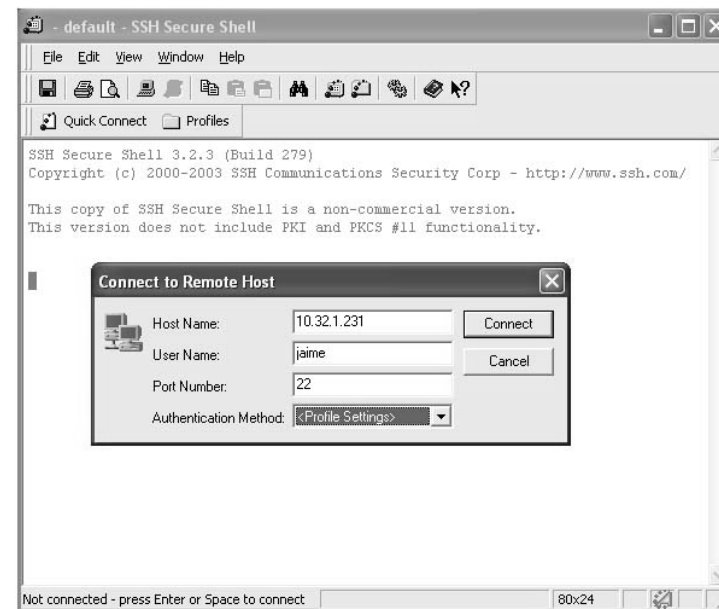 - default - SSH Secure Shell
File Edit View Window Help
Quick Connect Profiles
SSH Secure Shell 3.2.3 (Build 279)
Copyright (c) 2000-2003 SSH Communications Security Corp - http://www.ssh.com/
This copy of SSH Secure Shell is a non-commercial version.
This version does not include PKI and PKCS #11 functionality.
Connect to Remote Host
Host Name: 10.32.1.231 Connect
User Name: jaime Cancel
Port Number: 22
Authentication Method: <Profile Settings>
Not connected - press Enter or Space to connect 80x24